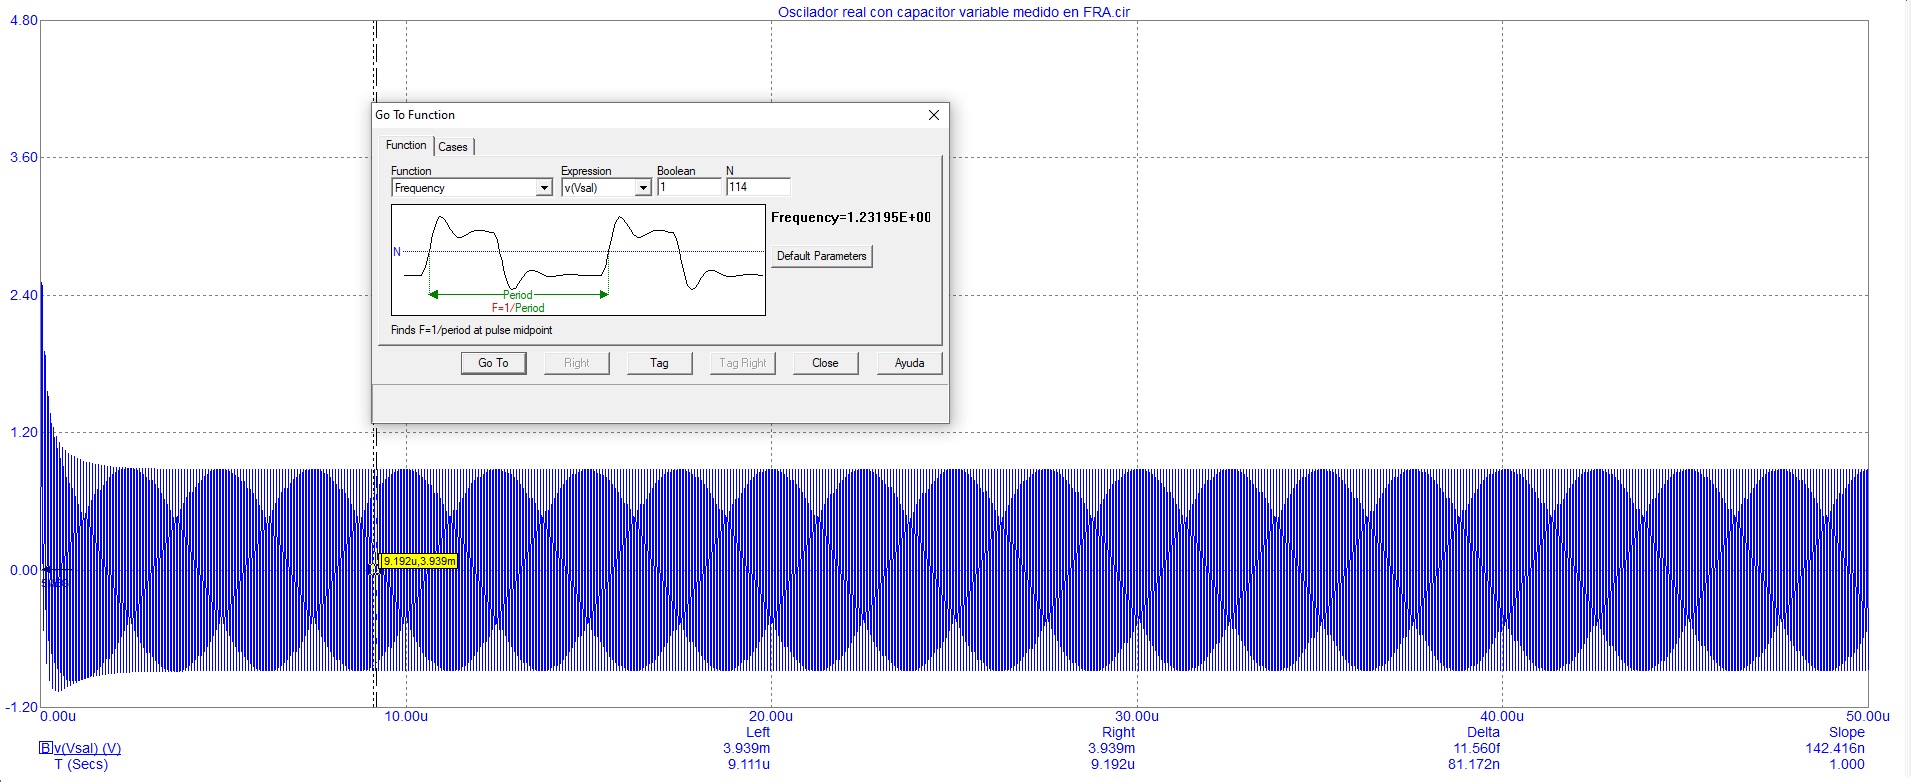 Oscilador real con capacitor variable medido en FRA.cir
4.80
3.60
2.40
1.20
0.00
-1.20
Go To Function
Function Cases
Function Expression Boolean N
Frequency v(Vsal) 1 114
Frequency=1.23195E+00
N
Period
F=1/Period
Default Parameters
Finds F=1/period at pulse midpoint
Go To Right Tag Tag Right Close Ayuda
9.192u,3.939m
0.00u 10.00u 20.00u 30.00u 40.00u 50.00u
Left Right Delta Slope
B v(Vsal) (V) 3.939m 3.939m 11.560f 142.416n
T (Secs) 9.111u 9.192u 81.172n 1.000